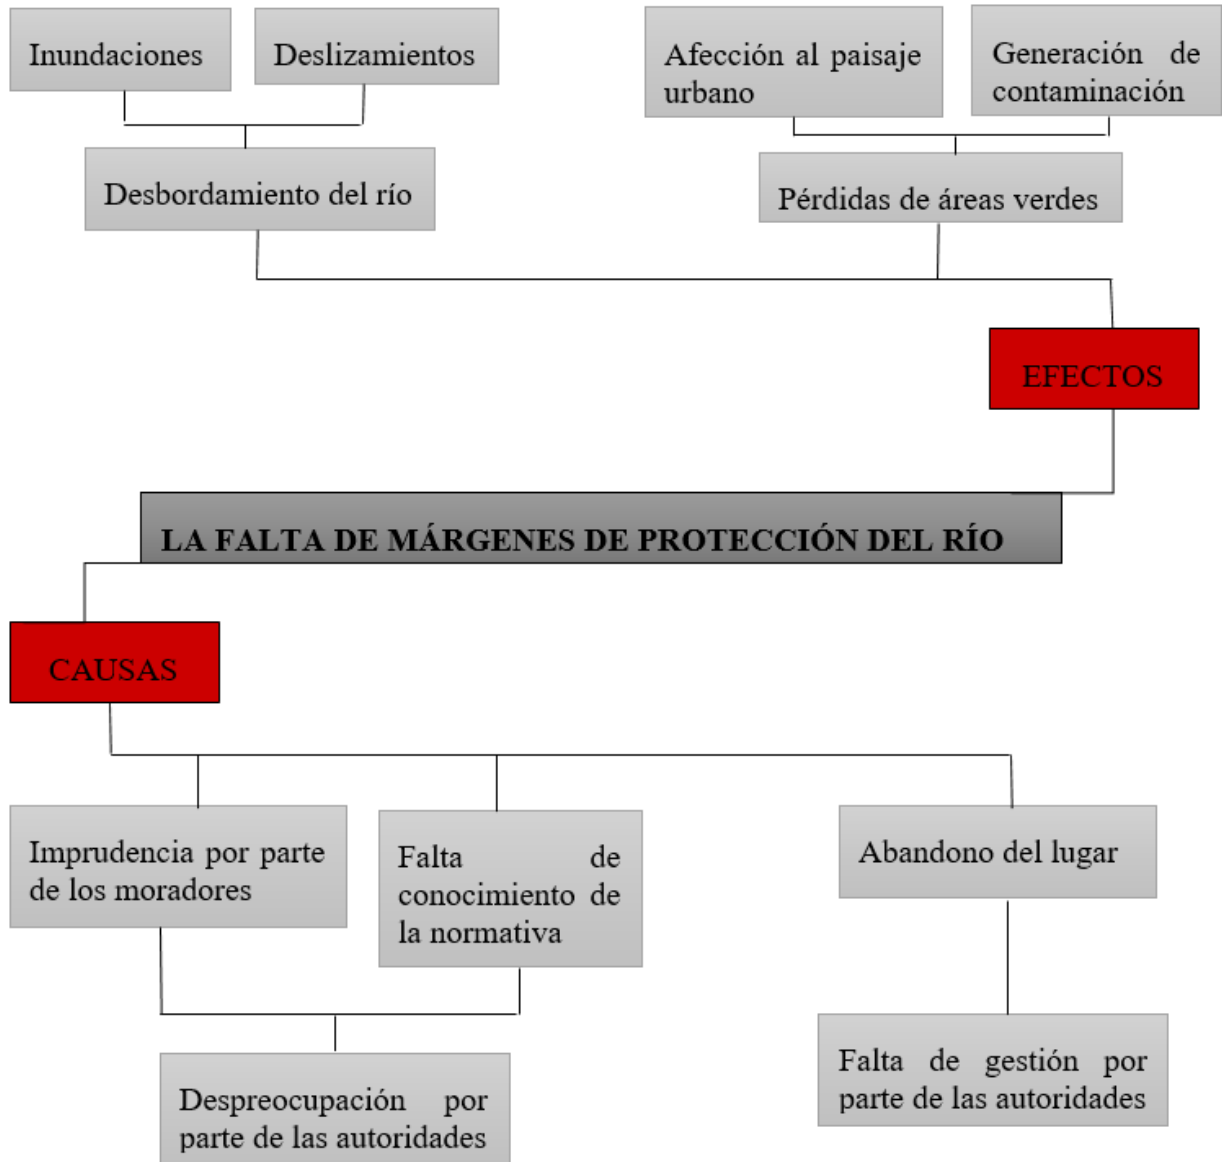 Inundaciones
Deslizamientos
Afección al paisaje
urbano
Generación de
contaminación
Desbordamiento del río
Pérdidas de áreas verdes
EFECTOS
LA FALTA DE MÁRGENES DE PROTECCIÓN DEL RÍO
CAUSAS
Imprudencia por parte
de los moradores
Falta de
conocimiento de
la normativa
Abandono del lugar
Despreocupación por
parte de las autoridades
Falta de gestión por
parte de las autoridades